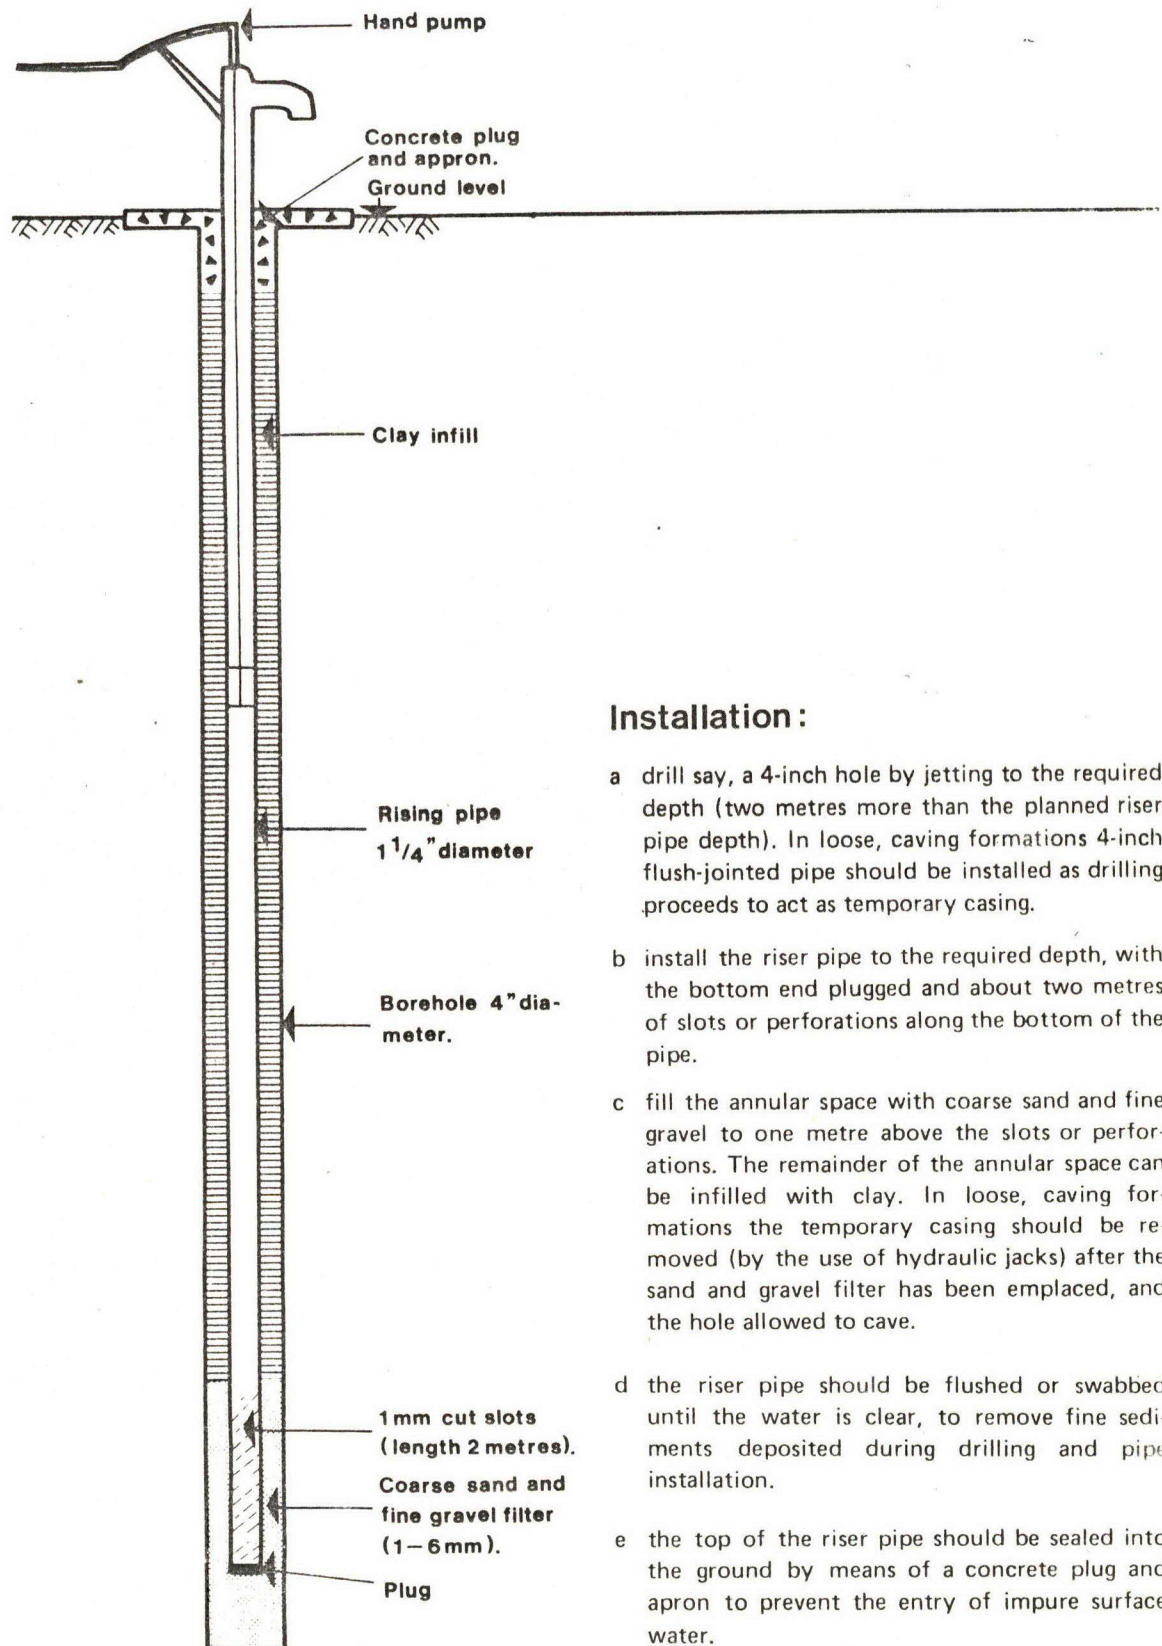 Hand pump
Concrete plug
and appron.
Ground level
Clay infill
Rising pipe
1 1/4" diameter
Borehole 4" dia-
meter.
1 mm cut slots
(length 2 metres).
Coarse sand and
fine gravel filter
(1–6 mm).
Plug
Installation:
a drill say, a 4-inch hole by jetting to the required
depth (two metres more than the planned riser
pipe depth). In loose, caving formations 4-inch
flush-jointed pipe should be installed as drilling
proceeds to act as temporary casing.
b install the riser pipe to the required depth, with
the bottom end plugged and about two metres
of slots or perforations along the bottom of the
pipe.
c fill the annular space with coarse sand and fine
gravel to one metre above the slots or perfor-
ations. The remainder of the annular space can
be infilled with clay. In loose, caving for-
mations the temporary casing should be re-
moved (by the use of hydraulic jacks) after the
sand and gravel filter has been emplaced, and
the hole allowed to cave.
d the riser pipe should be flushed or swabbed
until the water is clear, to remove fine sedi-
ments deposited during drilling and pipe
installation.
e the top of the riser pipe should be sealed into
the ground by means of a concrete plug and
apron to prevent the entry of impure surface
water.